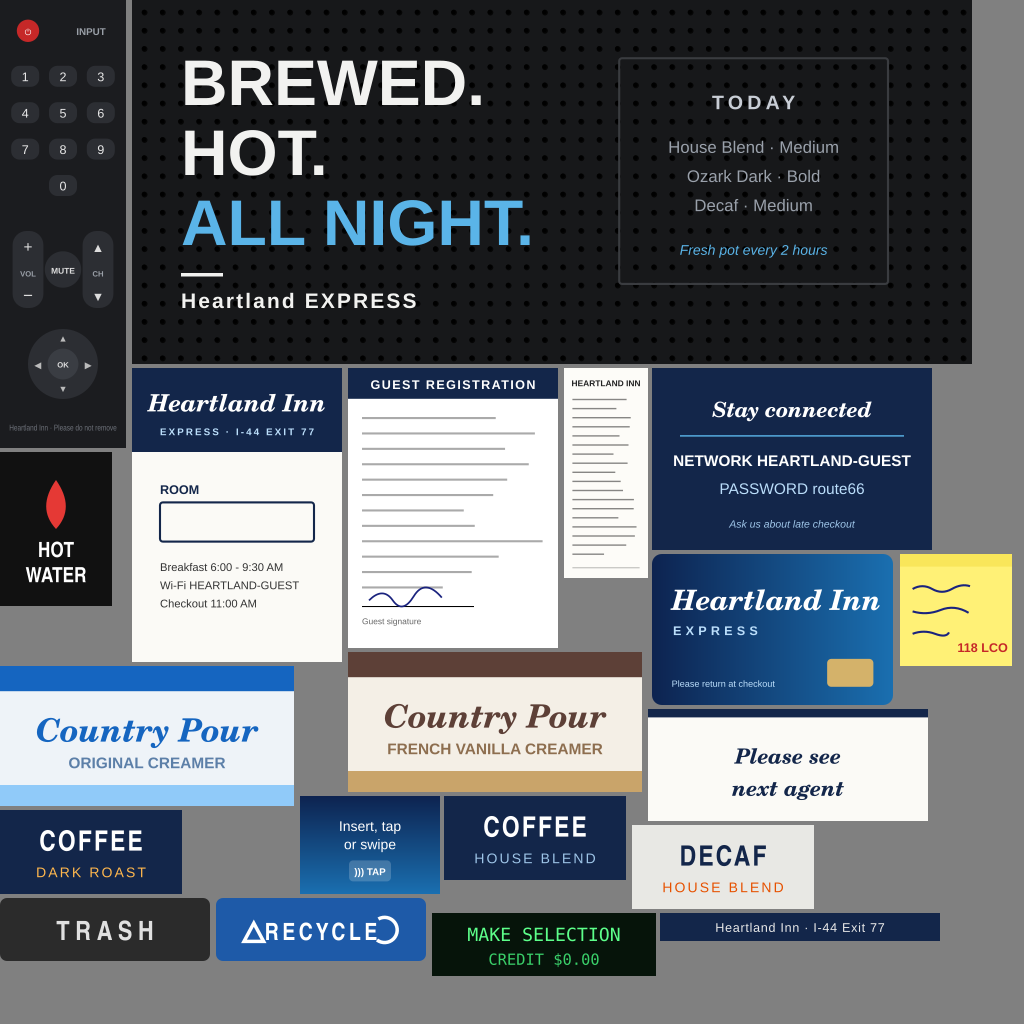 INPUT
1 2 3
4 5 6
7 8 9
0
VOL MUTE CH
OK
Heartland Inn · Please do not remove
BREWED.
HOT.
ALL NIGHT.
Heartland EXPRESS
TODAY
House Blend · Medium
Ozark Dark · Bold
Decaf · Medium
Fresh pot every 2 hours
Heartland Inn
EXPRESS · I-44 EXIT 77
ROOM
Breakfast 6:00 - 9:30 AM
Wi-Fi HEARTLAND-GUEST
Checkout 11:00 AM
GUEST REGISTRATION
Guest signature
HEARTLAND INN
Stay connected
NETWORK HEARTLAND-GUEST
PASSWORD route66
Ask us about late checkout
HOT
WATER
Heartland Inn
EXPRESS
Please return at checkout
118 LCO
Country Pour
ORIGINAL CREAMER
Country Pour
FRENCH VANILLA CREAMER
Please see
next agent
COFFEE
DARK ROAST
Insert, tap
or swipe
))) TAP
COFFEE
HOUSE BLEND
DECAF
HOUSE BLEND
TRASH
RECYCLE
MAKE SELECTION
CREDIT $0.00
Heartland Inn · I-44 Exit 77